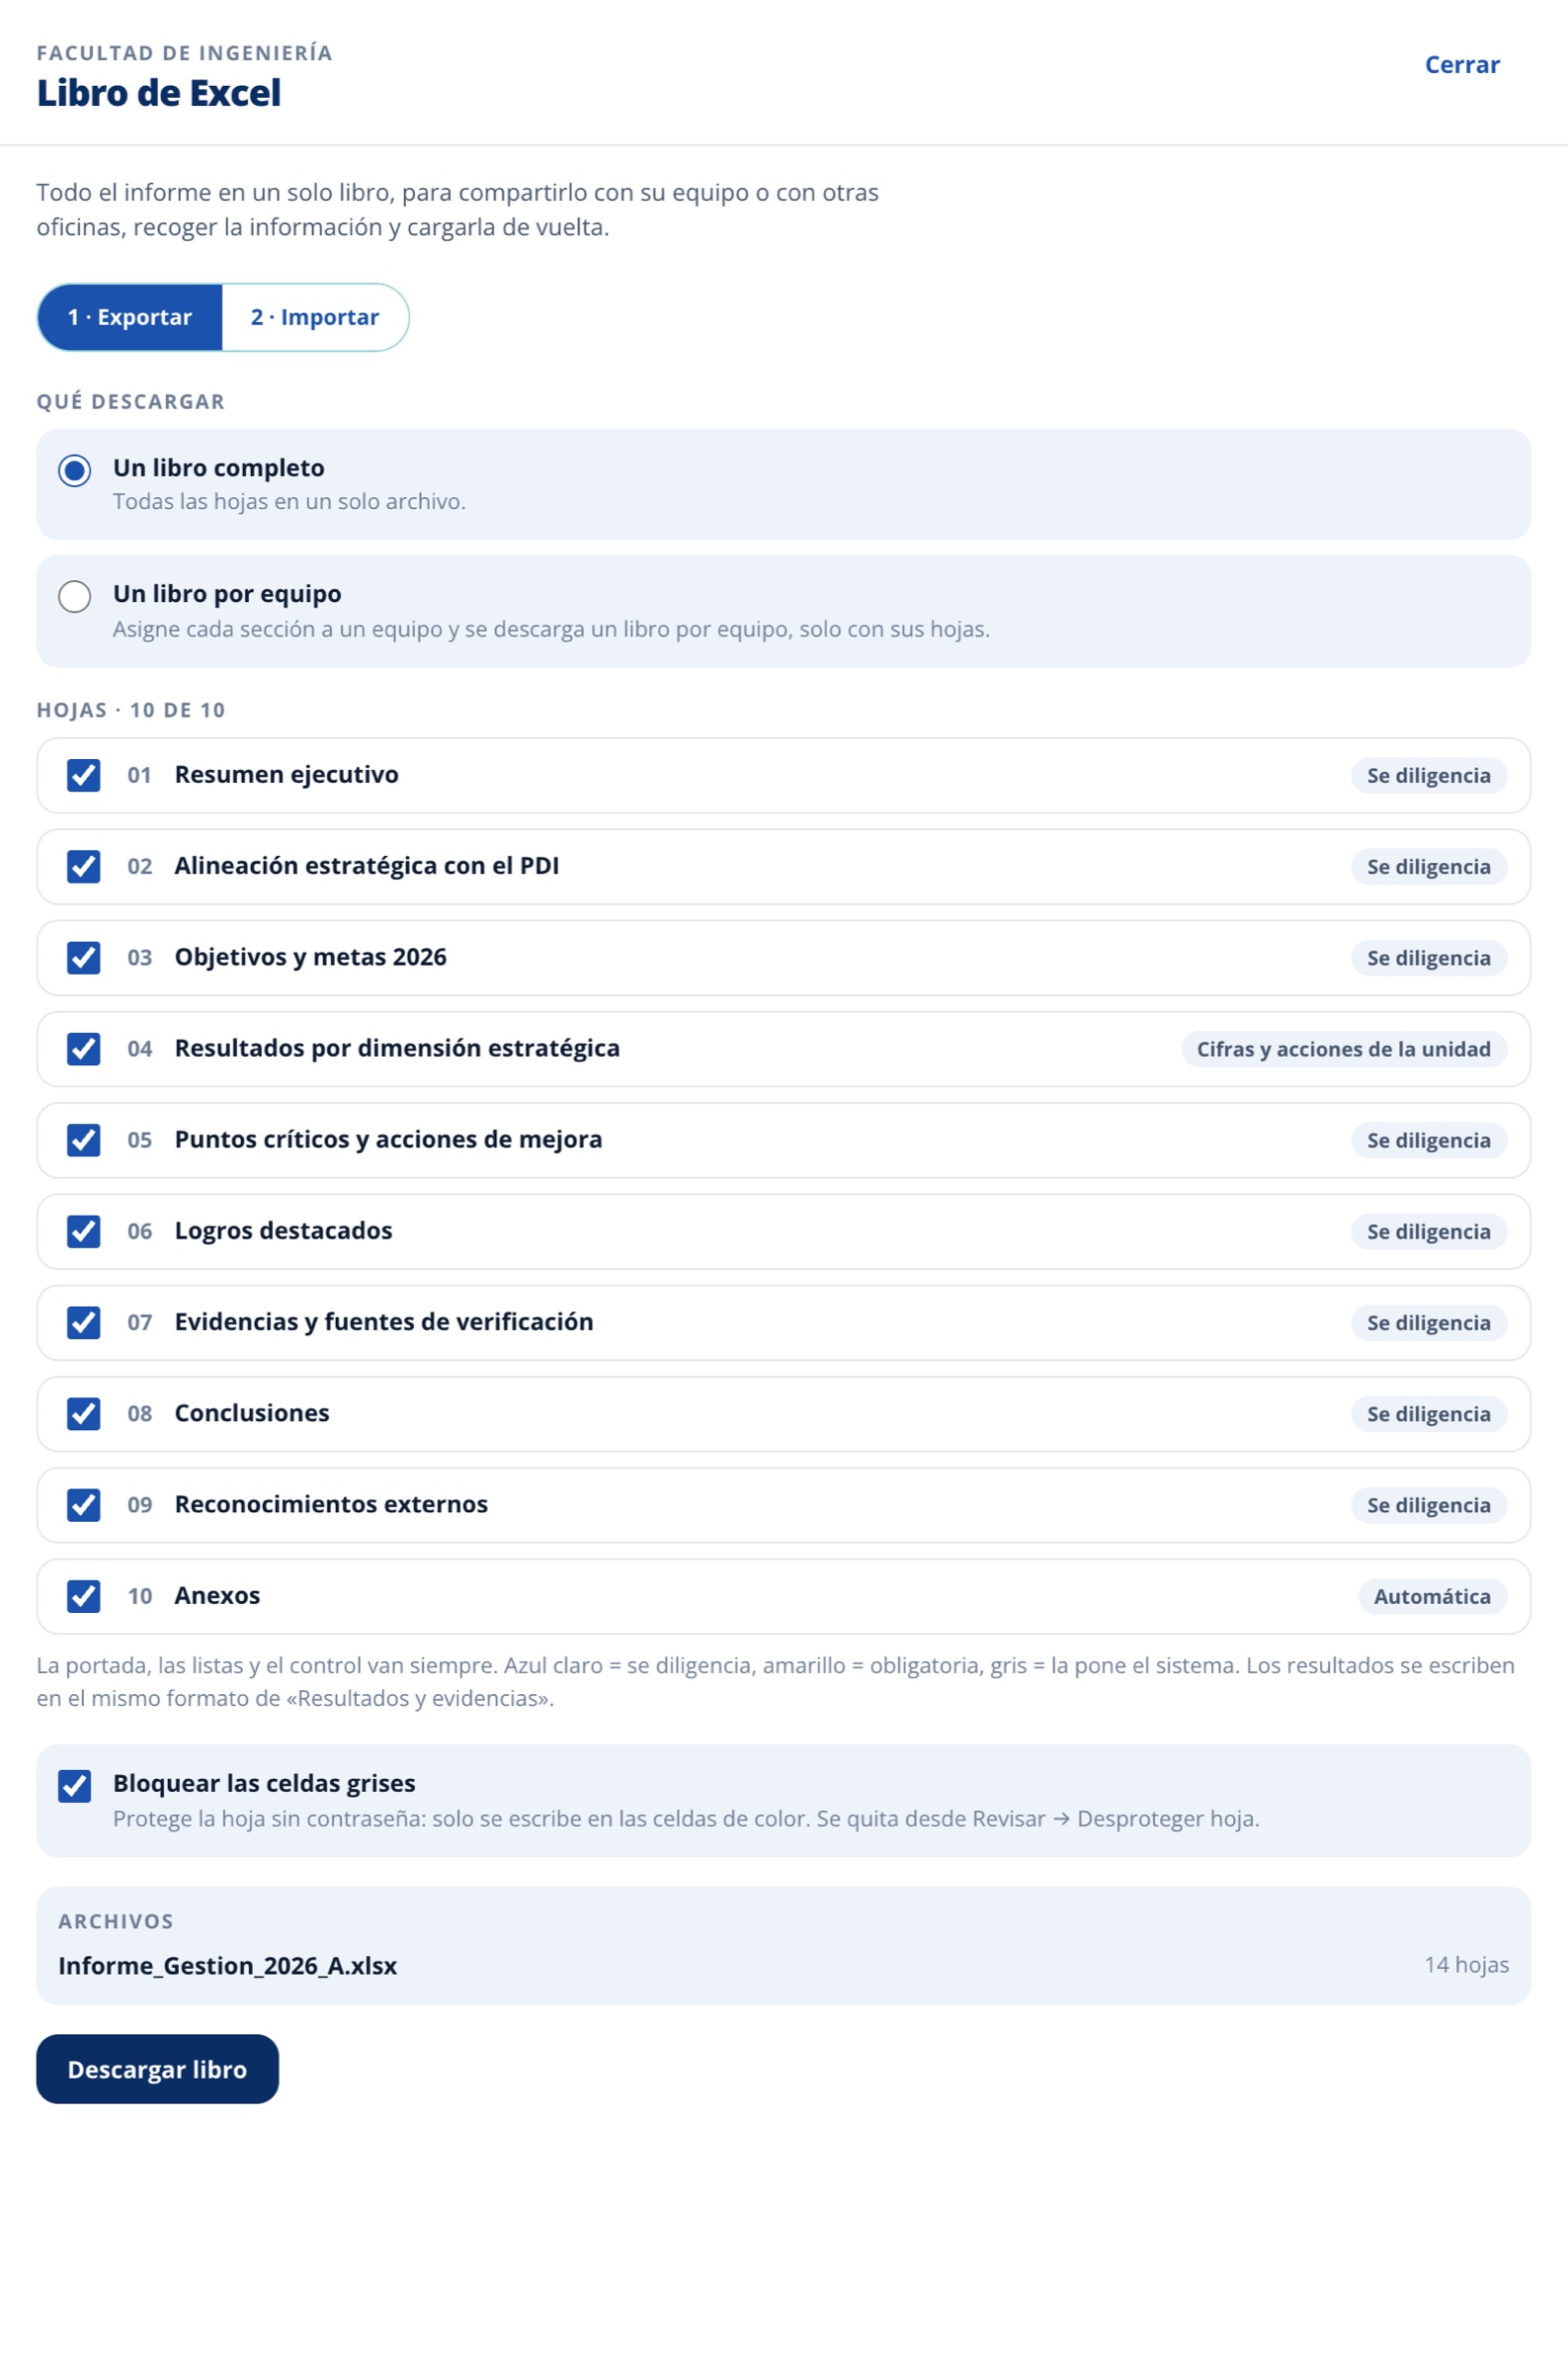 FACULTAD DE INGENIERÍA
Libro de Excel
Cerrar
Todo el informe en un solo libro, para compartirlo con su equipo o con otras
oficinas, recoger la información y cargarla de vuelta.
1 · Exportar
2 · Importar
QUÉ DESCARGAR
Un libro completo
Todas las hojas en un solo archivo.
Un libro por equipo
Asigne cada sección a un equipo y se descarga un libro por equipo, solo con sus hojas.
HOJAS · 10 DE 10
01 Resumen ejecutivo Se diligencia
02 Alineación estratégica con el PDI Se diligencia
03 Objetivos y metas 2026 Se diligencia
04 Resultados por dimensión estratégica Cifras y acciones de la unidad
05 Puntos críticos y acciones de mejora Se diligencia
06 Logros destacados Se diligencia
07 Evidencias y fuentes de verificación Se diligencia
08 Conclusiones Se diligencia
09 Reconocimientos externos Se diligencia
10 Anexos Automática
La portada, las listas y el control van siempre. Azul claro = se diligencia, amarillo = obligatoria, gris = la pone el sistema. Los resultados se escriben
en el mismo formato de «Resultados y evidencias».
Bloquear las celdas grises
Protege la hoja sin contraseña: solo se escribe en las celdas de color. Se quita desde Revisar → Desproteger hoja.
ARCHIVOS
Informe_Gestion_2026_A.xlsx 14 hojas
Descargar libro